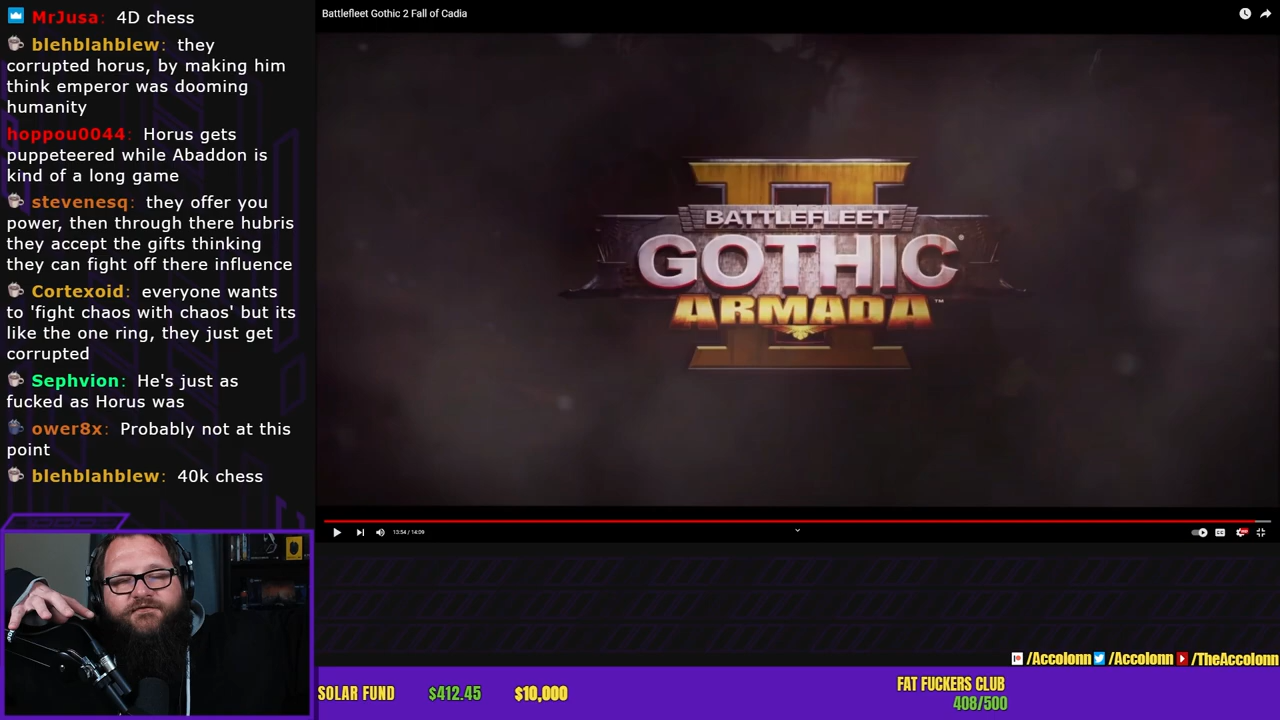 MrJusa: 4D chess
blehblahblew: they
corrupted horus, by making him
think emperor was dooming
humanity
hoppou0044: Horus gets
puppeteered while Abaddon is
kind of a long game
stevenesq: they offer you
power, then through there hubris
they accept the gifts thinking
they can fight off there influence
Cortexoid: everyone wants
to 'fight chaos with chaos' but its
like the one ring, they just get
corrupted
Sephvion: He's just as
fucked as Horus was
ower8x: Probably not at this
point
blehblahblew: 40k chess
Battlefleet Gothic 2 Fall of Cadia
II
BATTLEFLEET
GOTHIC
ARMADA™
13:54 / 14:09
/Accolonn /Accolonn /TheAccolonn
SOLAR FUND $412.45 $10,000
FAT FUCKERS CLUB
408/500